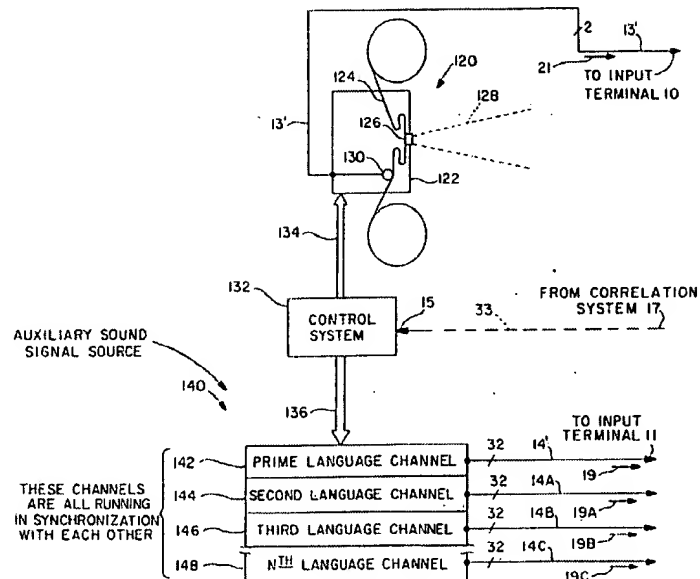 2
13'
21
TO INPUT
TERMINAL 10
120
124
128
126
13'
130
122
134
132
CONTROL
SYSTEM
15
33
FROM CORRELATION
SYSTEM 17
AUXILIARY SOUND
SIGNAL SOURCE
140
136
TO INPUT
TERMINAL 11
THESE CHANNELS
ARE ALL RUNNING
IN SYNCHRONIZATION
WITH EACH OTHER
142 PRIME LANGUAGE CHANNEL 32 14' 19
144 SECOND LANGUAGE CHANNEL 32 14A 19A
146 THIRD LANGUAGE CHANNEL 32 14B 19B
148 NTH LANGUAGE CHANNEL 32 14C 19C